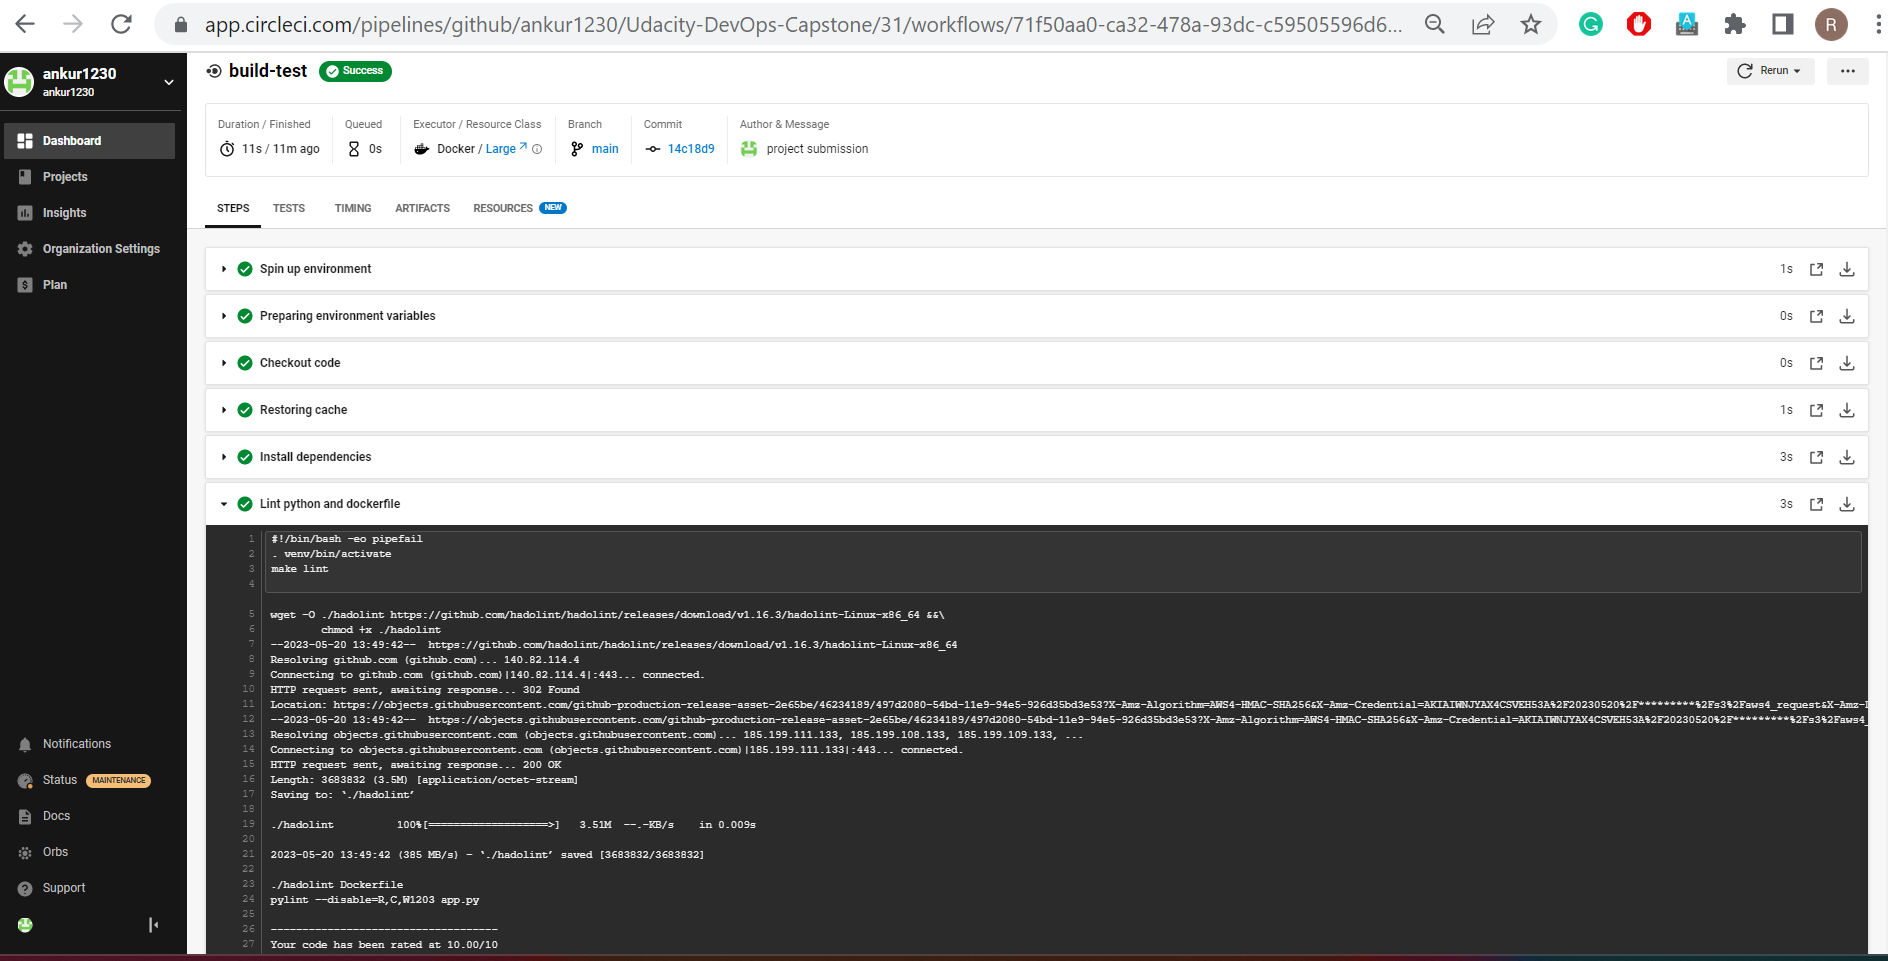 app.circleci.com/pipelines/github/ankur1230/Udacity-DevOps-Capstone/31/workflows/71f50aa0-ca32-478a-93dc-c59505596d6...
R
ankur1230
ankur1230
Dashboard
Projects
Insights
Organization Settings
Plan
Notifications
Status MAINTENANCE
Docs
Orbs
Support
build-test Success
Rerun
Duration / Finished Queued Executor / Resource Class Branch Commit Author & Message
11s / 11m ago 0s Docker / Large main 14c18d9 project submission
STEPS TESTS TIMING ARTIFACTS RESOURCES NEW
Spin up environment 1s
Preparing environment variables 0s
Checkout code 0s
Restoring cache 1s
Install dependencies 3s
Lint python and dockerfile 3s
1 #!/bin/bash -eo pipefail
2 . venv/bin/activate
3 make lint
4
5 wget -O ./hadolint https://github.com/hadolint/hadolint/releases/download/v1.16.3/hadolint-Linux-x86_64 &&\
6 chmod +x ./hadolint
7 --2023-05-20 13:49:42-- https://github.com/hadolint/hadolint/releases/download/v1.16.3/hadolint-Linux-x86_64
8 Resolving github.com (github.com)... 140.82.114.4
9 Connecting to github.com (github.com)|140.82.114.4|:443... connected.
10 HTTP request sent, awaiting response... 302 Found
11 Location: https://objects.githubusercontent.com/github-production-release-asset-2e65be/46234189/497d2080-54bd-11e9-94e5-926d35bd3e53?X-Amz-Algorithm=AWS4-HMAC-SHA256&X-Amz-Credential=AKIAIWNJYAX4CSVEH53A%2F20230520%2F*********%2Fs3%2Faws4_request&X-Amz-
12 --2023-05-20 13:49:42-- https://objects.githubusercontent.com/github-production-release-asset-2e65be/46234189/497d2080-54bd-11e9-94e5-926d35bd3e53?X-Amz-Algorithm=AWS4-HMAC-SHA256&X-Amz-Credential=AKIAIWNJYAX4CSVEH53A%2F20230520%2F*********%2Fs3%2Faws4_
13 Resolving objects.githubusercontent.com (objects.githubusercontent.com)... 185.199.111.133, 185.199.108.133, 185.199.109.133, ...
14 Connecting to objects.githubusercontent.com (objects.githubusercontent.com)|185.199.111.133|:443... connected.
15 HTTP request sent, awaiting response... 200 OK
16 Length: 3683832 (3.5M) [application/octet-stream]
17 Saving to: ‘./hadolint’
18
19 ./hadolint 100%[===================>] 3.51M --.-KB/s in 0.009s
20
21 2023-05-20 13:49:42 (385 MB/s) - ‘./hadolint’ saved [3683832/3683832]
22
23 ./hadolint Dockerfile
24 pylint --disable=R,C,W1203 app.py
25
26 ------------------------------------
27 Your code has been rated at 10.00/10